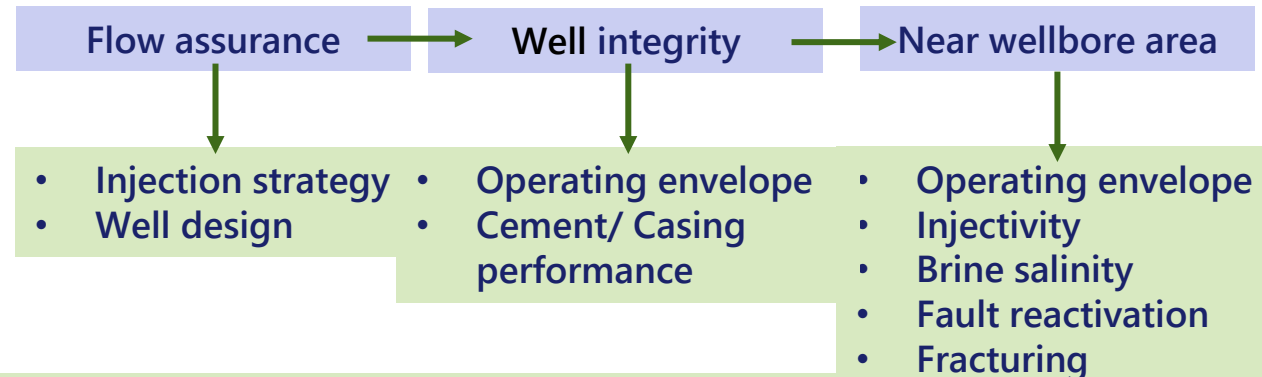 Flow assurance
Well integrity
Near wellbore area
• Injection strategy
• Well design
• Operating envelope
• Cement/ Casing
performance
• Operating envelope
• Injectivity
• Brine salinity
• Fault reactivation
• Fracturing